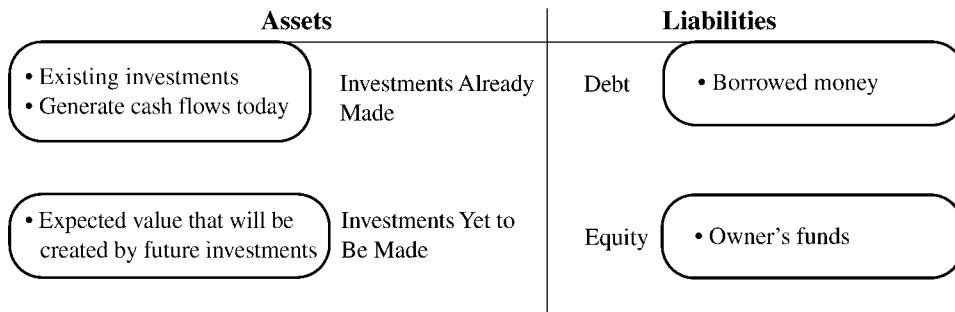 Assets
Liabilities
• Existing investments
• Generate cash flows today
Investments Already
Made
Debt
• Borrowed money
• Expected value that will be
created by future investments
Investments Yet to
Be Made
Equity
• Owner’s funds